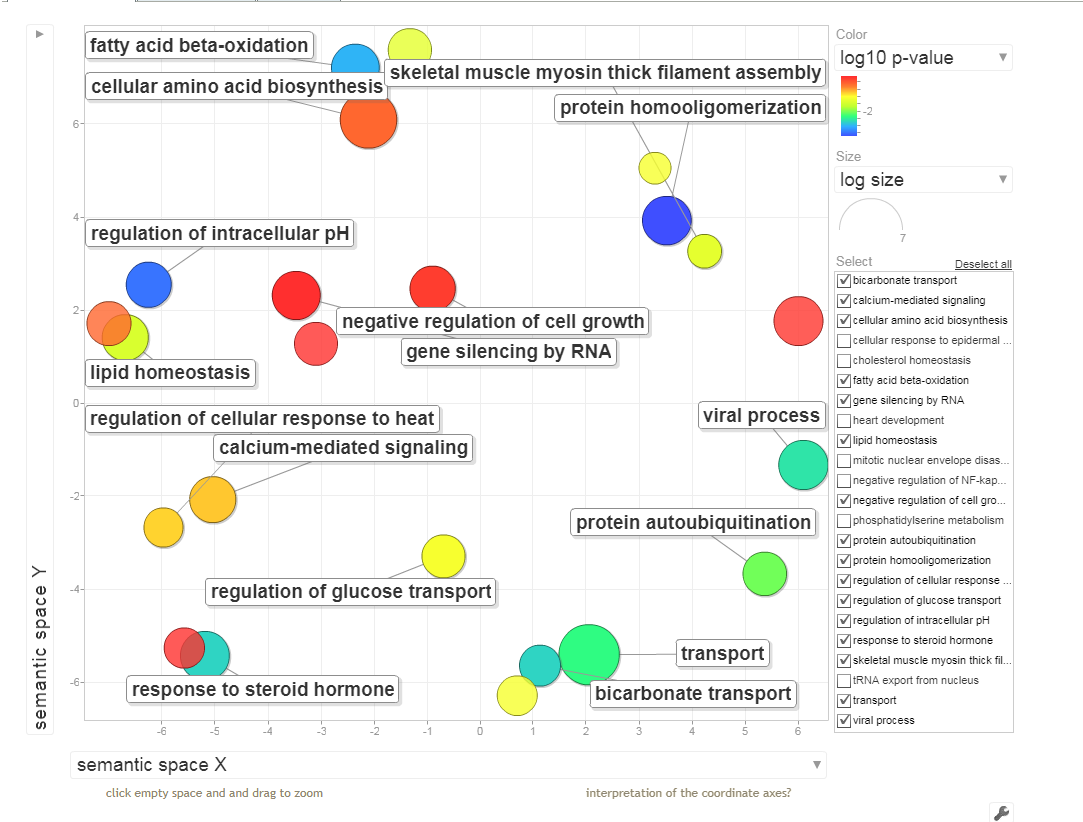 fatty acid beta-oxidation
cellular amino acid biosynthesis
skeletal muscle myosin thick filament assembly
protein homooligomerization
regulation of intracellular pH
negative regulation of cell growth
gene silencing by RNA
lipid homeostasis
regulation of cellular response to heat
calcium-mediated signaling
viral process
protein autoubiquitination
regulation of glucose transport
transport
response to steroid hormone
bicarbonate transport
6
4
2
0
-2
-4
-6
semantic space Y
-6 -5 -4 -3 -2 -1 0 1 2 3 4 5 6
semantic space X
click empty space and and drag to zoom
interpretation of the coordinate axes?
Color
log10 p-value
-2
Size
log size
7
Select
Deselect all
bicarbonate transport
calcium-mediated signaling
cellular amino acid biosynthesis
cellular response to epidermal ...
cholesterol homeostasis
fatty acid beta-oxidation
gene silencing by RNA
heart development
lipid homeostasis
mitotic nuclear envelope disas...
negative regulation of NF-kap...
negative regulation of cell gro...
phosphatidylserine metabolism
protein autoubiquitination
protein homooligomerization
regulation of cellular response ...
regulation of glucose transport
regulation of intracellular pH
response to steroid hormone
skeletal muscle myosin thick fil...
tRNA export from nucleus
transport
viral process